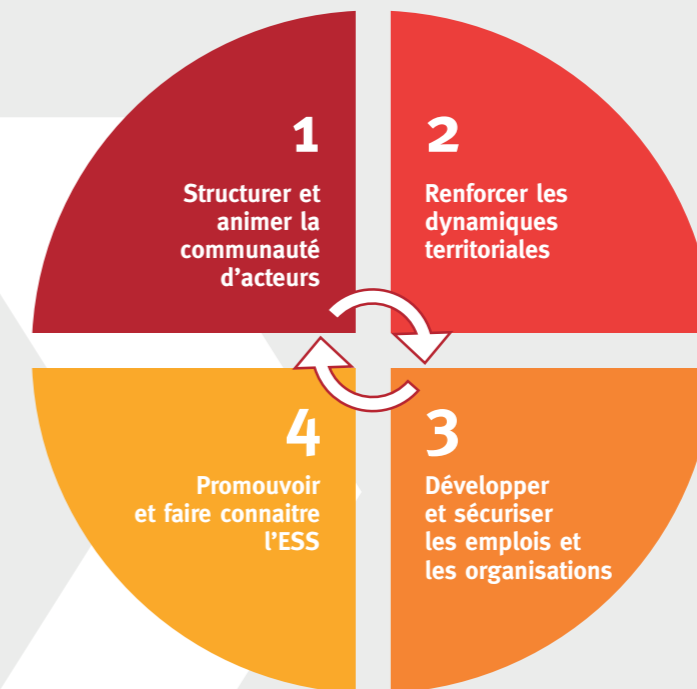 1
Structurer et
animer la
communauté
d'acteurs
2
Renforcer les
dynamiques
territoriales
3
Développer
et sécuriser
les emplois et
les organisations
4
Promouvoir
et faire connaitre
l'ESS